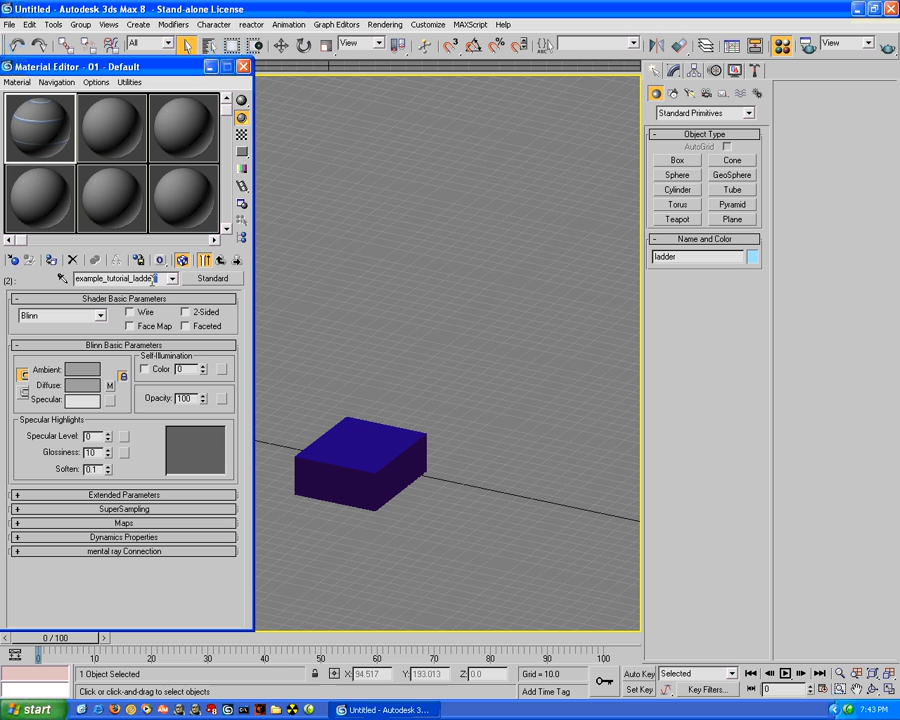 Untitled - Autodesk 3ds Max 8 - Stand-alone License
File Edit Tools Group Views Create Modifiers Character reactor Animation Graph Editors Rendering Customize MAXScript Help
All View View
Material Editor - 01 - Default
Material Navigation Options Utilities
Standard Primitives
- Object Type
AutoGrid
Box Cone
Sphere GeoSphere
Cylinder Tube
Torus Pyramid
Teapot Plane
- Name and Color
ladder
(2): Standard
- Shader Basic Parameters
Blinn Wire 2-Sided
Face Map Faceted
- Blinn Basic Parameters
Ambient:
Diffuse: M
Specular:
Self-Illumination
Color 0
Opacity: 100
Specular Highlights
Specular Level: 0
Glossiness: 10
Soften: 0.1
+ Extended Parameters
+ SuperSampling
+ Maps
+ Dynamics Properties
+ mental ray Connection
0 / 100
0 10 20 30 40 50 60 70 80 90 100
1 Object Selected X: 94.517 Y: 193.013 Z: 0.0 Grid = 10.0 Auto Key Selected
Click or click-and-drag to select objects Add Time Tag Set Key Key Filters... 0
start Untitled - Autodesk 3... 7:43 PM